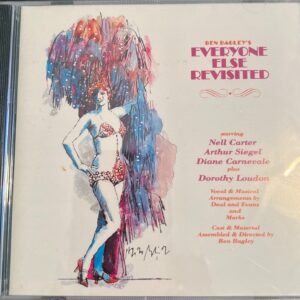 BEN BAGLEY'S
EVERYONE
ELSE
REVISITED
starring
Nell Carter
Arthur Siegel
Diane Carnevale
plus
Dorothy Loudon
Vocal & Musical
Arrangements by
Deal and Evans
and
Marks
Cast & Material
Assembled & Directed by
Ben Bagley